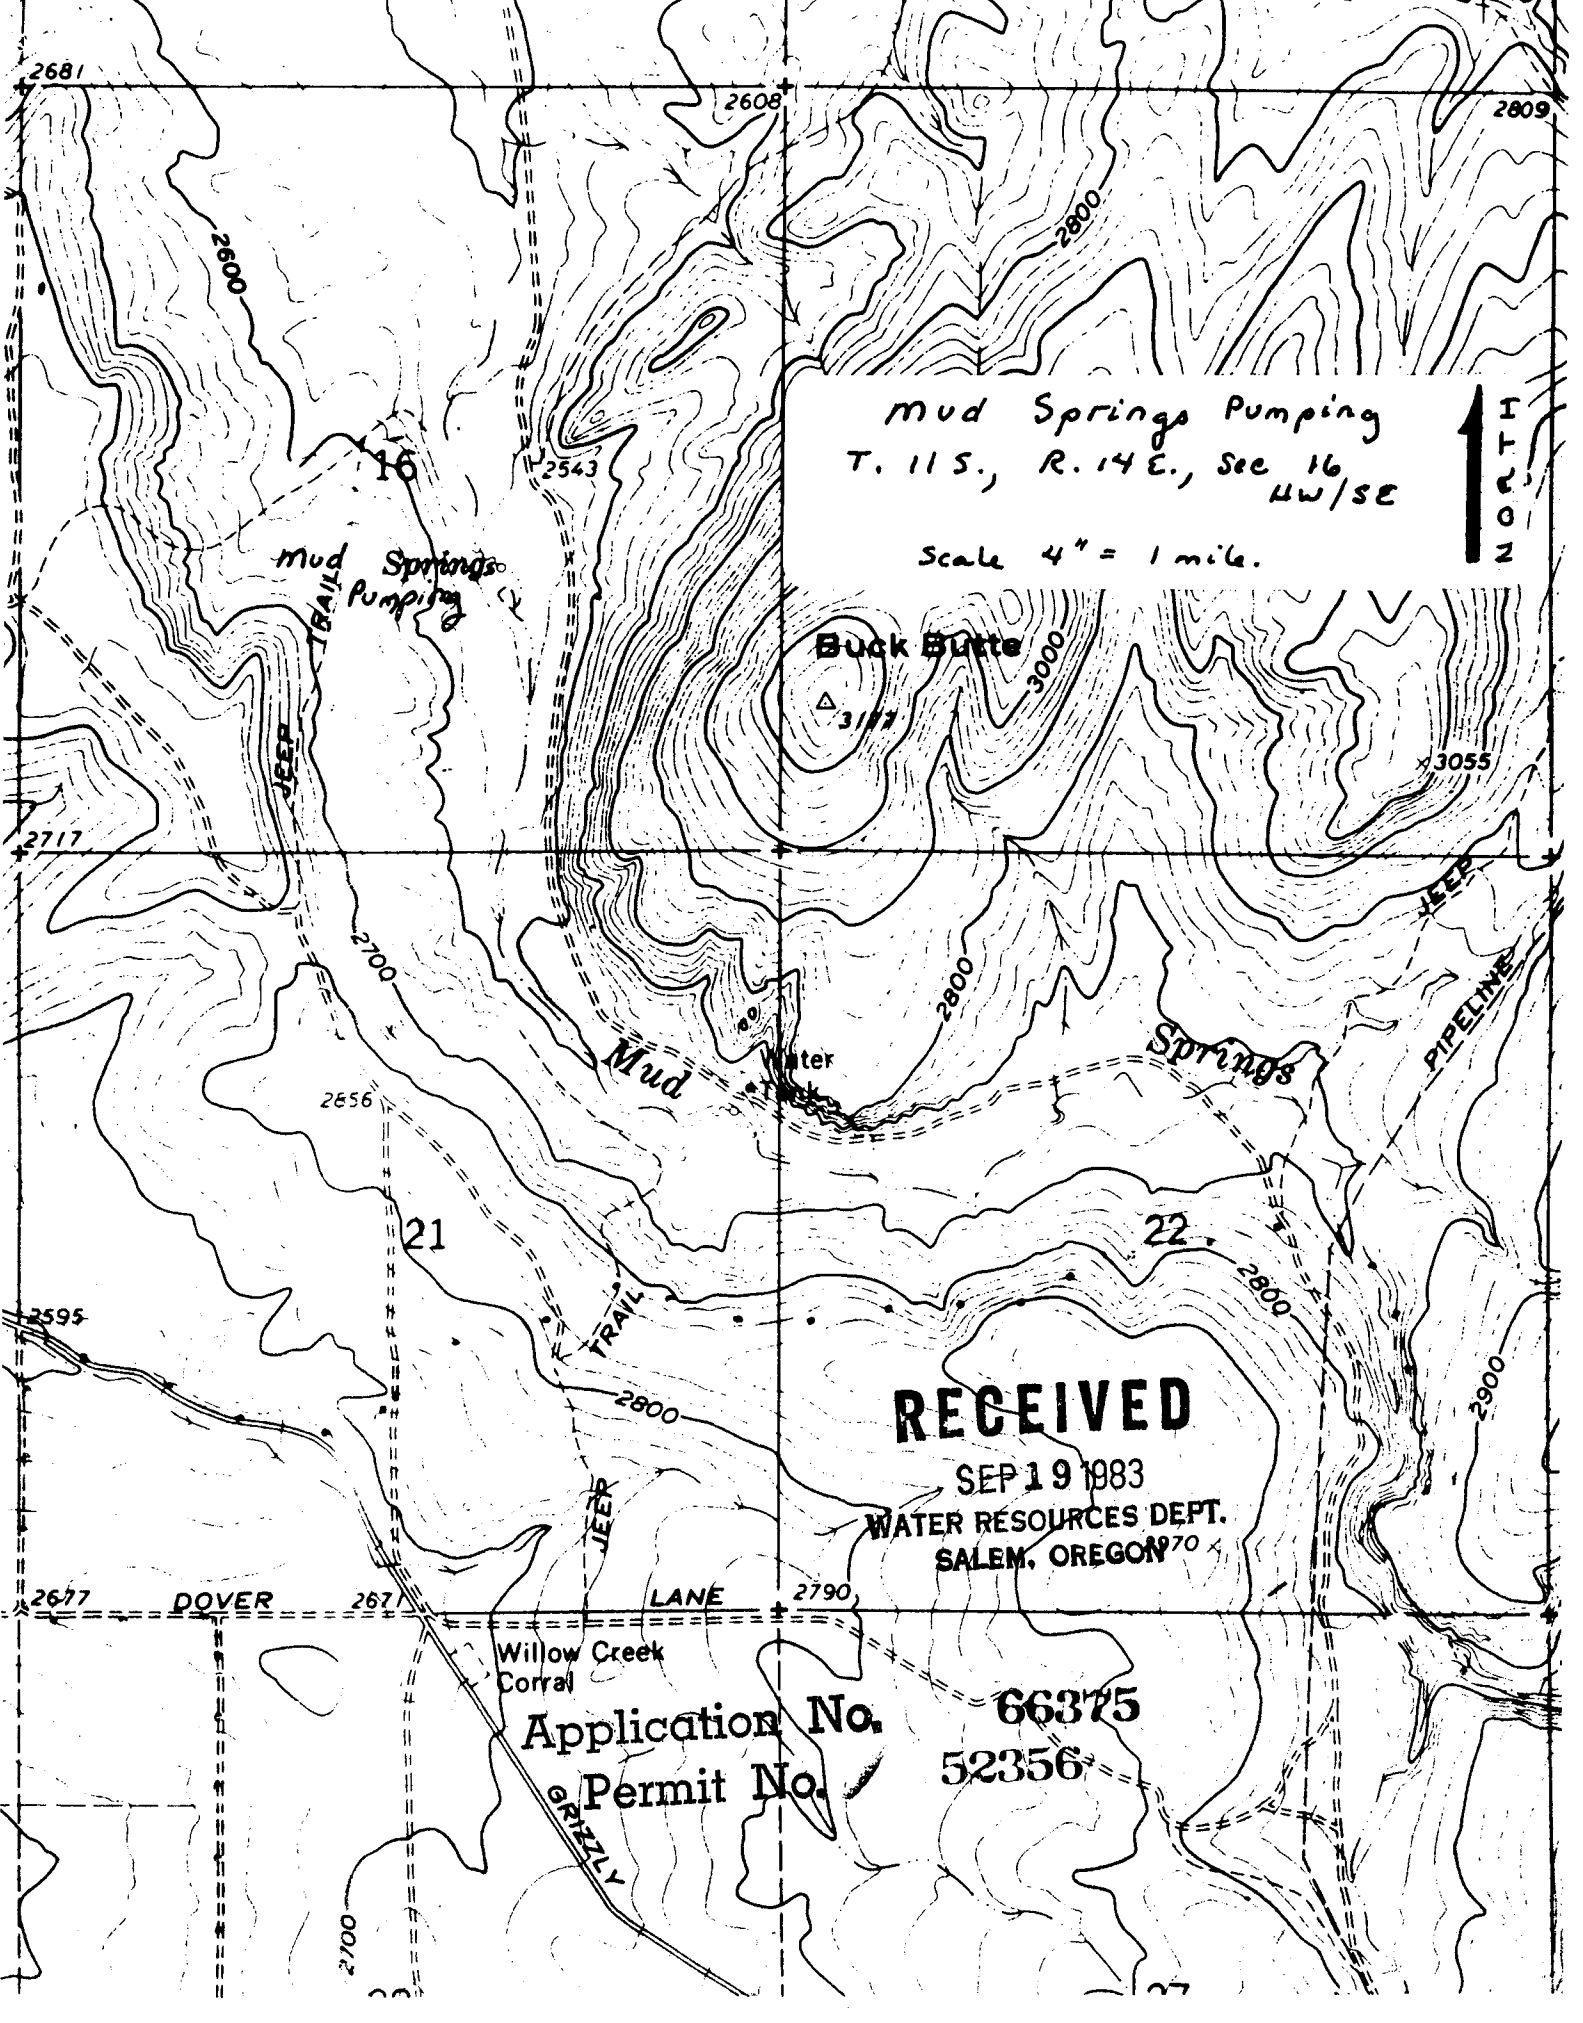 2681
2608
2809
2800
2600
Mud Springs Pumping
T. 11 S., R. 14 E., Sec 16
NW/SE
Scale 4" = 1 mile.
NORTH
16
2543
Mud Springs
Pumping
JEEP TRAIL
Buck Butte
3000
3055
2717
JEEP
2700
2800
PIPELINE
Mud Springs
Water
Tank
2856
21
22
2800
2595
TRAIL
2800
2900
RECEIVED
SEP 19 1983
WATER RESOURCES DEPT.
SALEM, OREGON
JEEP
2677 DOVER 2671 LANE 2790
Willow Creek
Corral
Application No. 66375
Permit No. 52356
GRIZZLY
2700
27